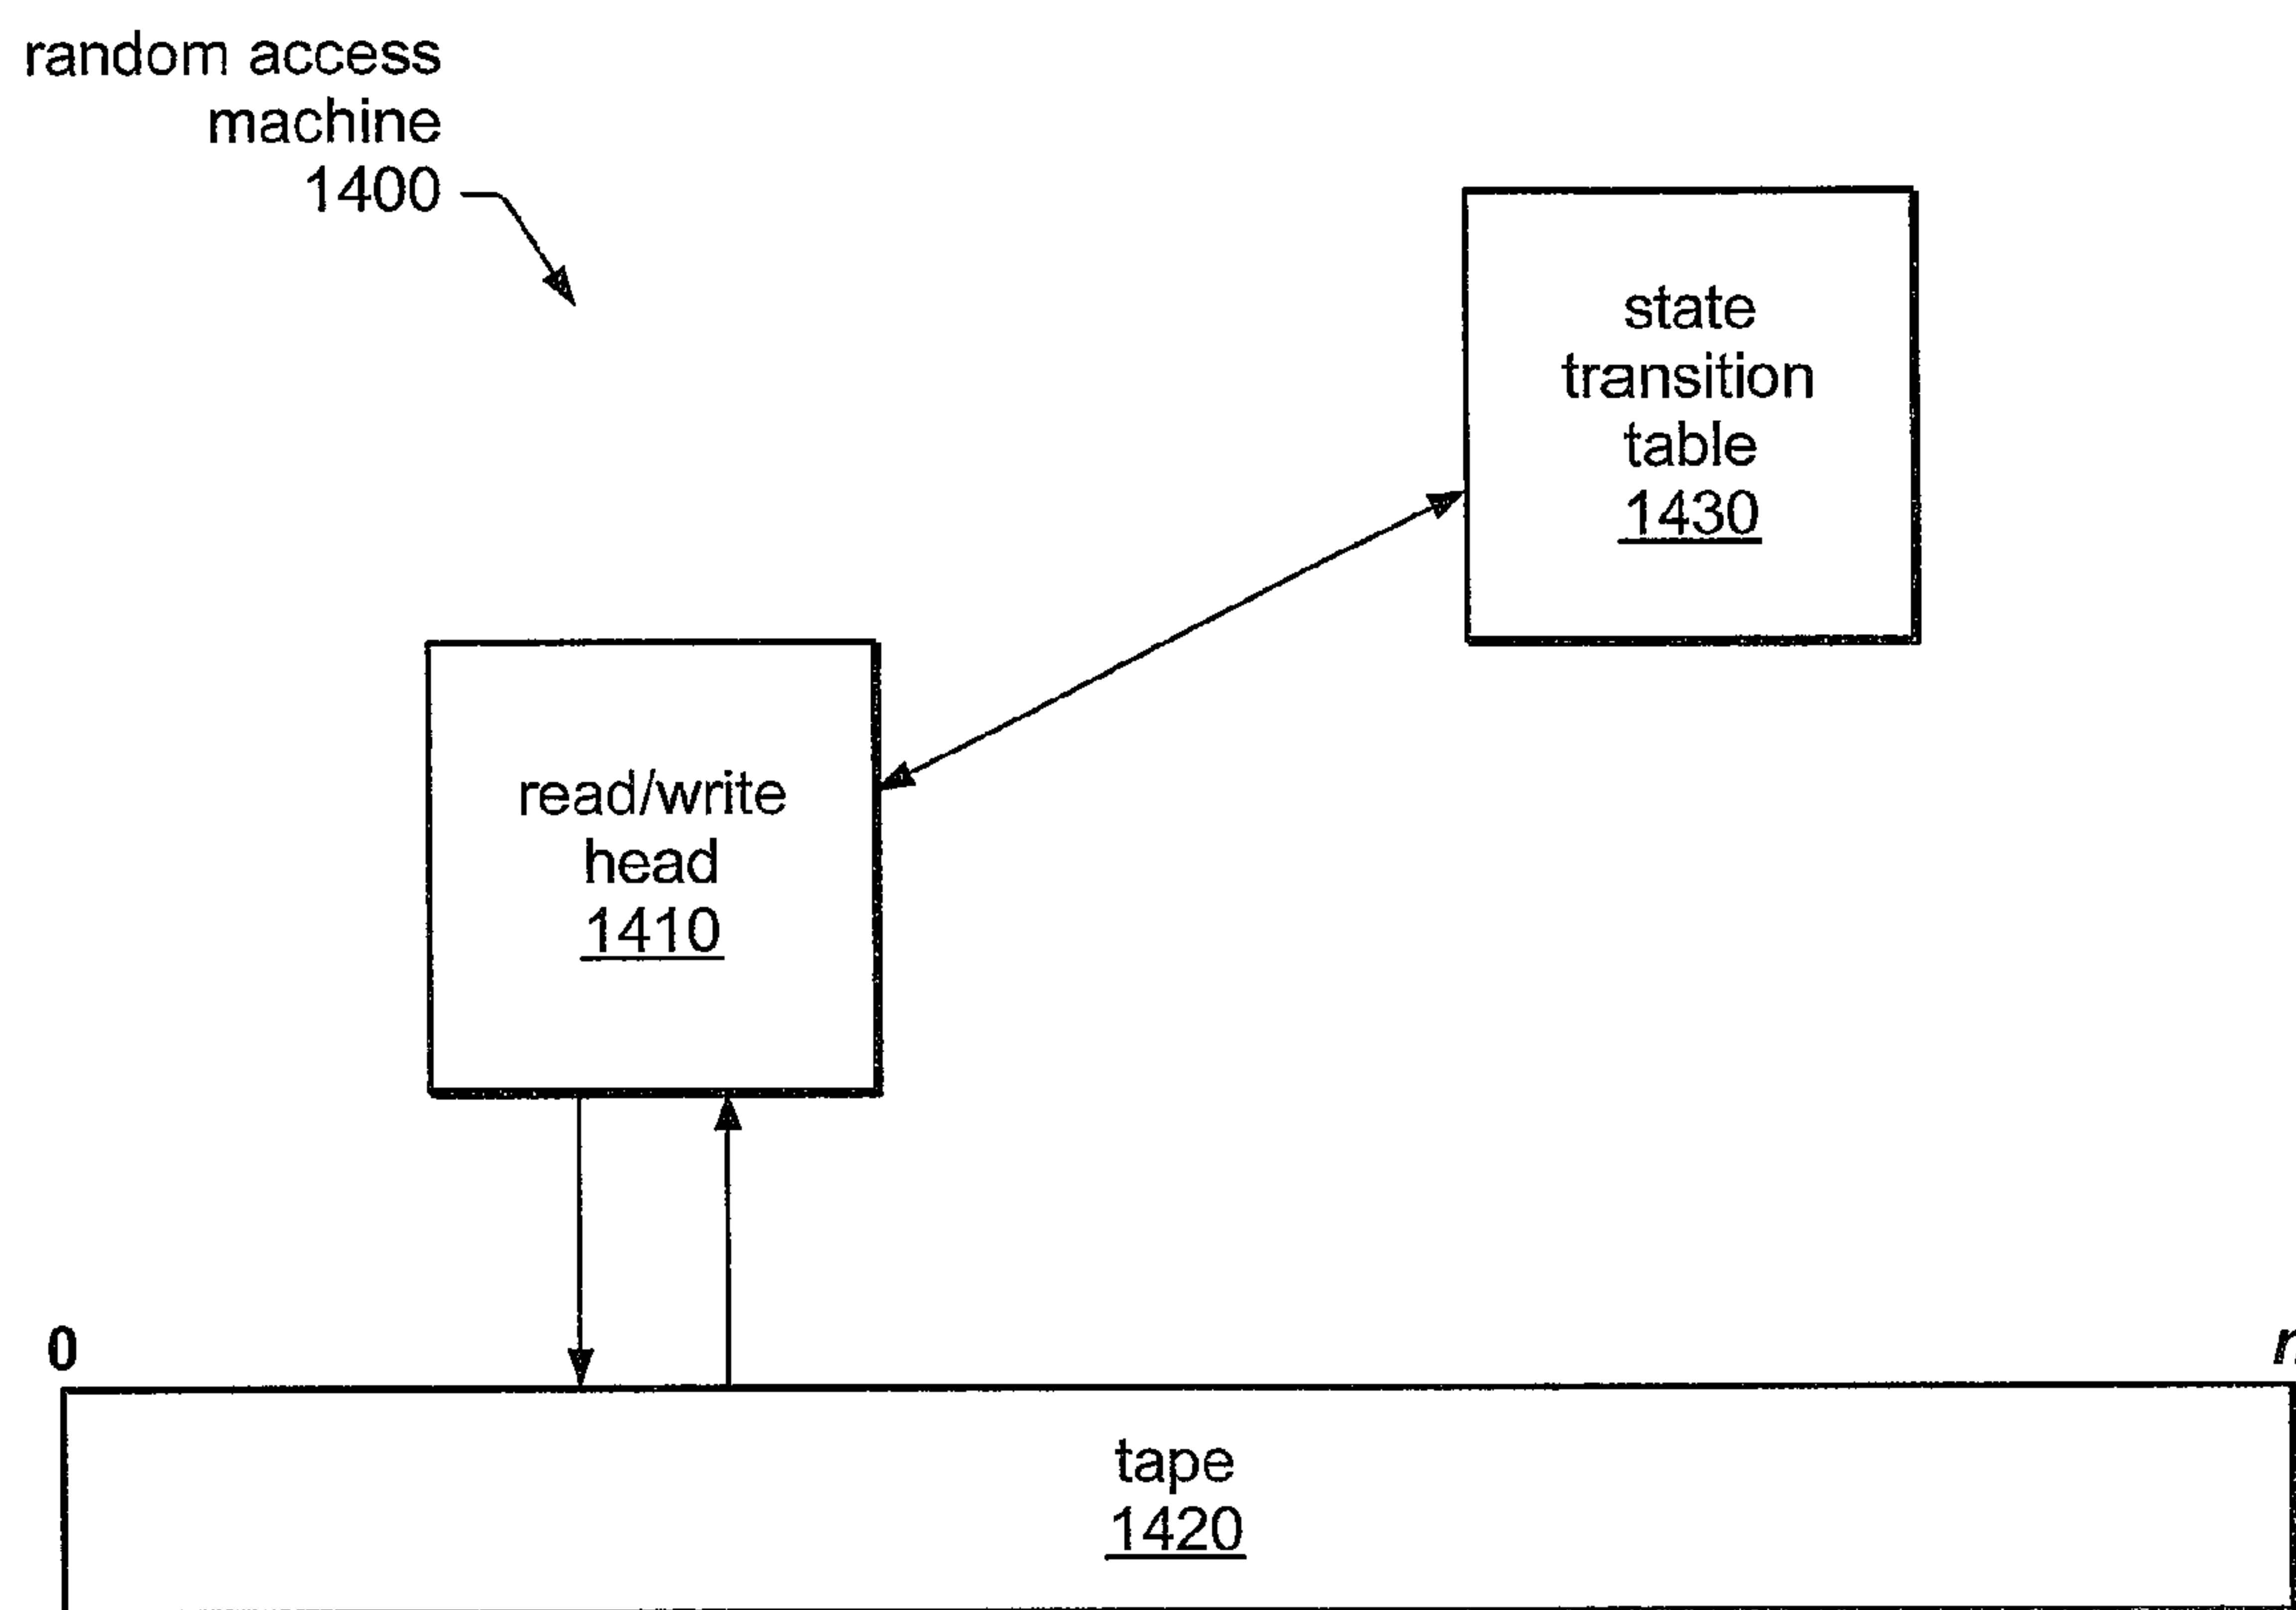 random access
machine
1400
state
transition
table
1430
read/write
head
1410
0
tape
1420